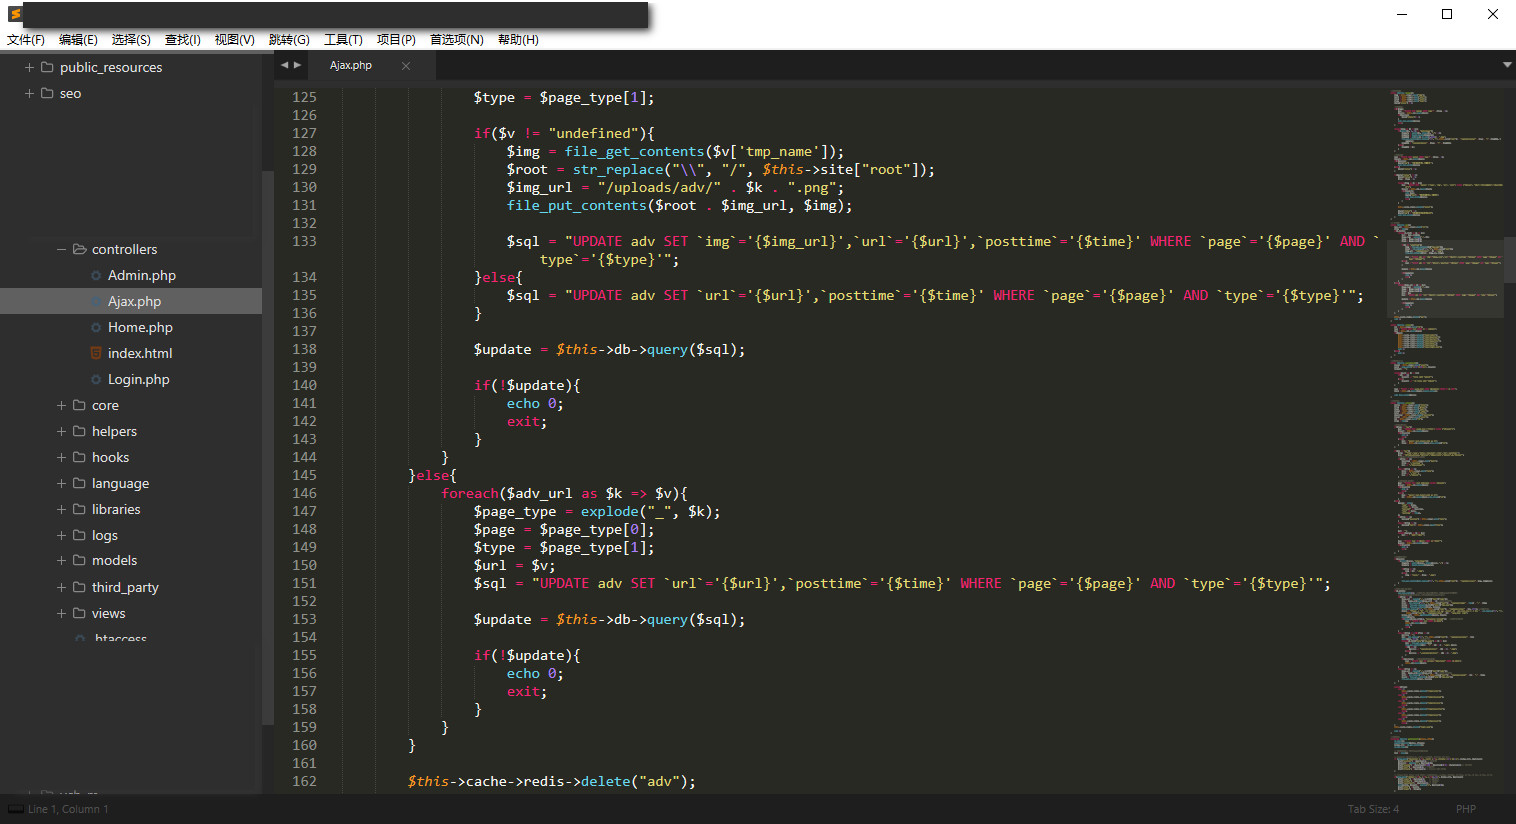 文件(F) 编辑(E) 选择(S) 查找(I) 视图(V) 跳转(G) 工具(T) 项目(P) 首选项(N) 帮助(H)
public_resources
seo
controllers
Admin.php
Ajax.php
Home.php
index.html
Login.php
core
helpers
hooks
language
libraries
logs
models
third_party
views
.htaccess
Ajax.php
125 $type = $page_type[1];
126
127 if($v != "undefined"){
128 $img = file_get_contents($v['tmp_name']);
129 $root = str_replace("\\", "/", $this->site["root"]);
130 $img_url = "/uploads/adv/" . $k . ".png";
131 file_put_contents($root . $img_url, $img);
132
133 $sql = "UPDATE adv SET `img`='{$img_url}',`url`='{$url}',`posttime`='{$time}' WHERE `page`='{$page}' AND `
type`='{$type}'";
134 }else{
135 $sql = "UPDATE adv SET `url`='{$url}',`posttime`='{$time}' WHERE `page`='{$page}' AND `type`='{$type}'";
136 }
137
138 $update = $this->db->query($sql);
139
140 if(!$update){
141 echo 0;
142 exit;
143 }
144 }
145 }else{
146 foreach($adv_url as $k => $v){
147 $page_type = explode("_", $k);
148 $page = $page_type[0];
149 $type = $page_type[1];
150 $url = $v;
151 $sql = "UPDATE adv SET `url`='{$url}',`posttime`='{$time}' WHERE `page`='{$page}' AND `type`='{$type}'";
152
153 $update = $this->db->query($sql);
154
155 if(!$update){
156 echo 0;
157 exit;
158 }
159 }
160 }
161
162 $this->cache->redis->delete("adv");
Line 1, Column 1
Tab Size: 4
PHP